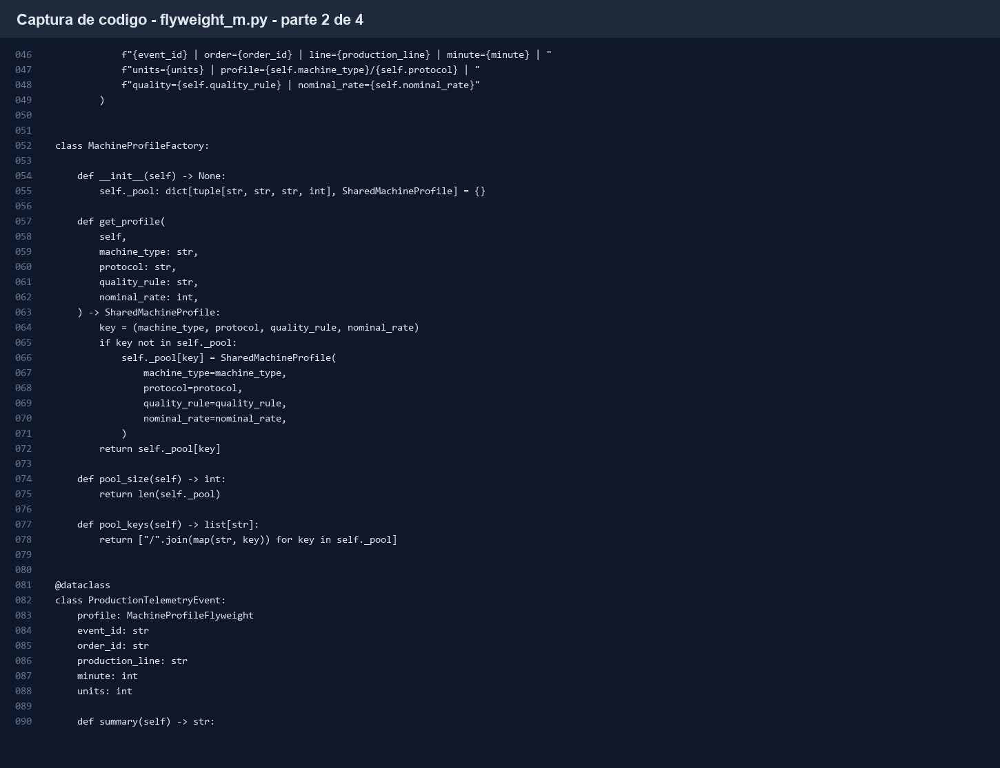 Captura de codigo - flyweight_m.py - parte 2 de 4
046                f"{event_id} | order={order_id} | line={production_line} | minute={minute} | "
047                f"units={units} | profile={self.machine_type}/{self.protocol} | "
048                f"quality={self.quality_rule} | nominal_rate={self.nominal_rate}"
049            )
050
051
052    class MachineProfileFactory:
053
054        def __init__(self) -> None:
055            self._pool: dict[tuple[str, str, str, int], SharedMachineProfile] = {}
056
057        def get_profile(
058            self,
059            machine_type: str,
060            protocol: str,
061            quality_rule: str,
062            nominal_rate: int,
063        ) -> SharedMachineProfile:
064            key = (machine_type, protocol, quality_rule, nominal_rate)
065            if key not in self._pool:
066                self._pool[key] = SharedMachineProfile(
067                    machine_type=machine_type,
068                    protocol=protocol,
069                    quality_rule=quality_rule,
070                    nominal_rate=nominal_rate,
071                )
072            return self._pool[key]
073
074        def pool_size(self) -> int:
075            return len(self._pool)
076
077        def pool_keys(self) -> list[str]:
078            return ["/".join(map(str, key)) for key in self._pool]
079
080
081    @dataclass
082    class ProductionTelemetryEvent:
083        profile: MachineProfileFlyweight
084        event_id: str
085        order_id: str
086        production_line: str
087        minute: int
088        units: int
089
090        def summary(self) -> str: